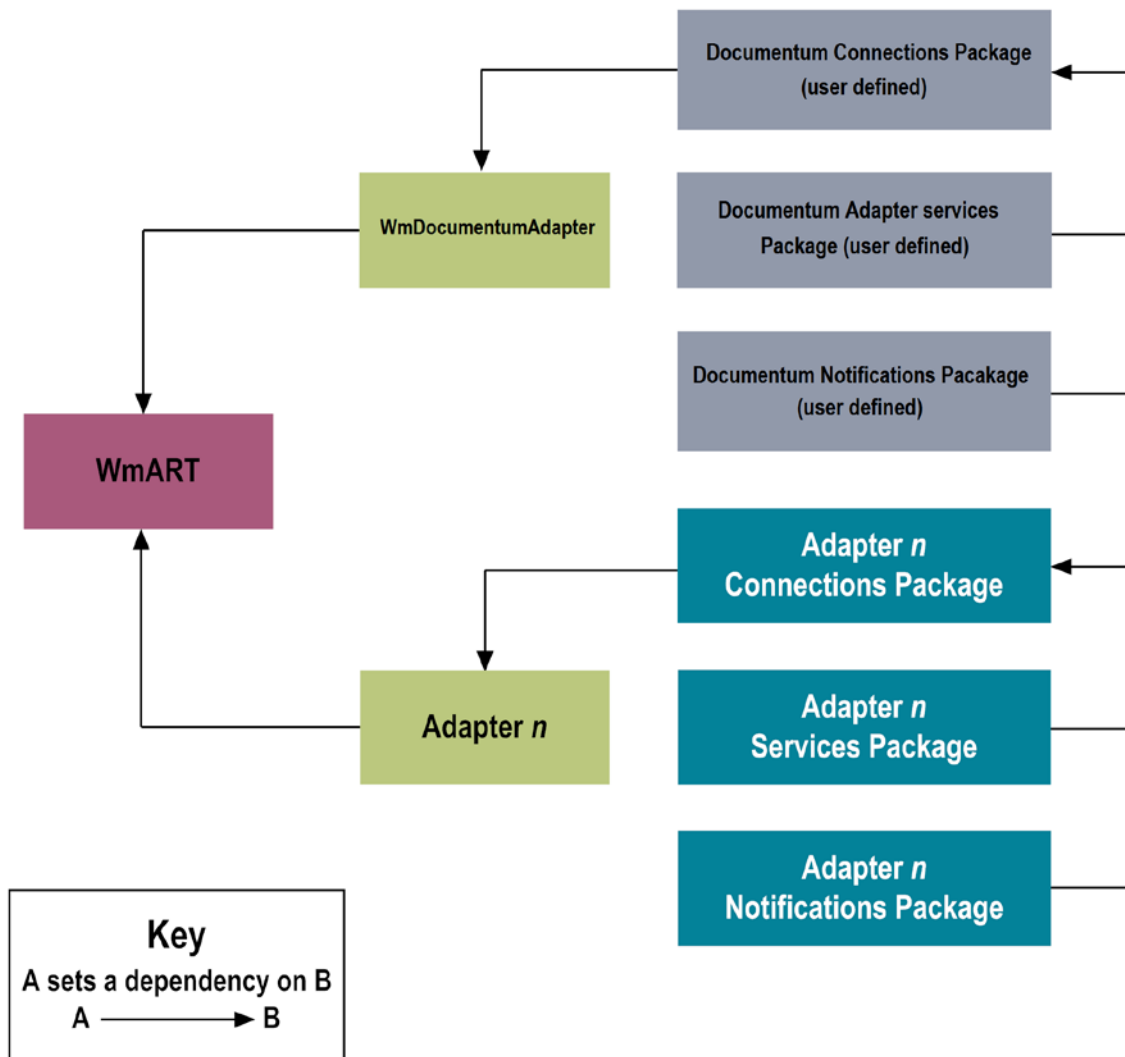 Documentum Connections Package
(user defined)
WmDocumentumAdapter
Documentum Adapter services
Package (user defined)
Documentum Notifications Pacakage
(user defined)
WmART
Adapter n
Connections Package
Adapter n
Adapter n
Services Package
Adapter n
Notifications Package
Key
A sets a dependency on B
A B